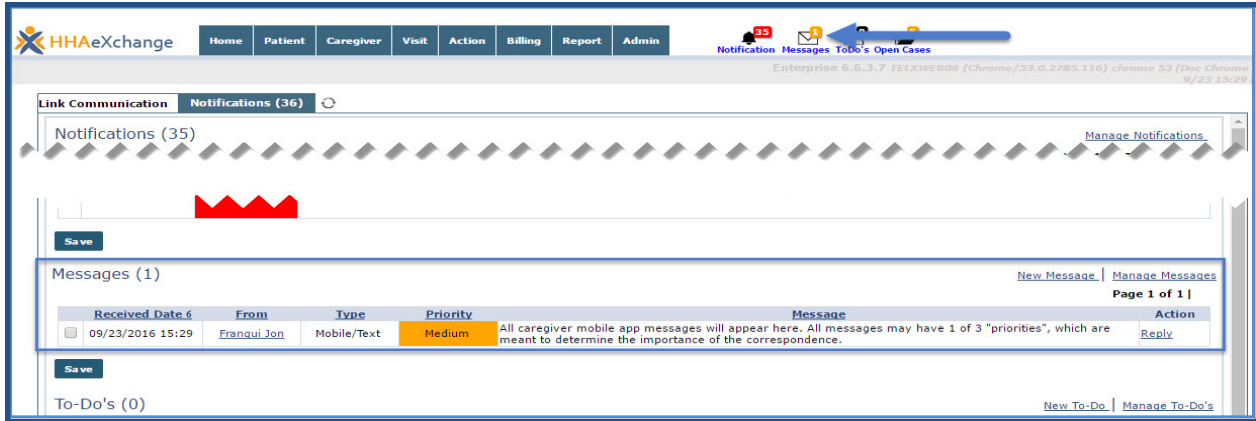 HHAeXchange
Home Patient Caregiver Visit Action Billing Report Admin
35 1
Notification Messages ToDo's Open Cases
Enterprise 6.6.3.7 TELXWEB06 (Chrome/53.0.2785.116) chrome 53 (Doc Chrome
9/23 15:29
Link Communication Notifications (36)
Notifications (35) Manage Notifications
Save
Messages (1) New Message | Manage Messages
Page 1 of 1 |
Received Date 6 From Type Priority Message Action
09/23/2016 15:29 Franqui Jon Mobile/Text Medium All caregiver mobile app messages will appear here. All messages may have 1 of 3 "priorities", which are Reply
meant to determine the importance of the correspondence.
Save
To-Do's (0) New To-Do | Manage To-Do's